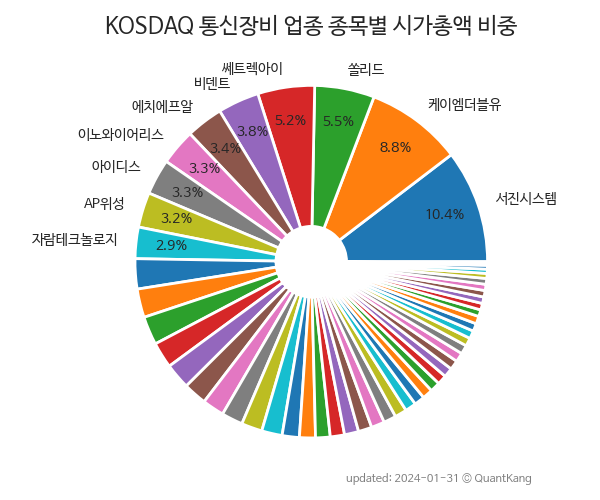 KOSDAQ 통신장비 업종 종목별 시가총액 비중
쎄트렉아이
쏠리드
비덴트
케이엠더블유
에치에프알
이노와이어리스
아이디스
AP위성
자람테크놀로지
서진시스템
5.2%
5.5%
3.8%
8.8%
3.4%
3.3%
3.3%
3.2%
2.9%
10.4%
updated: 2024-01-31 © QuantKang